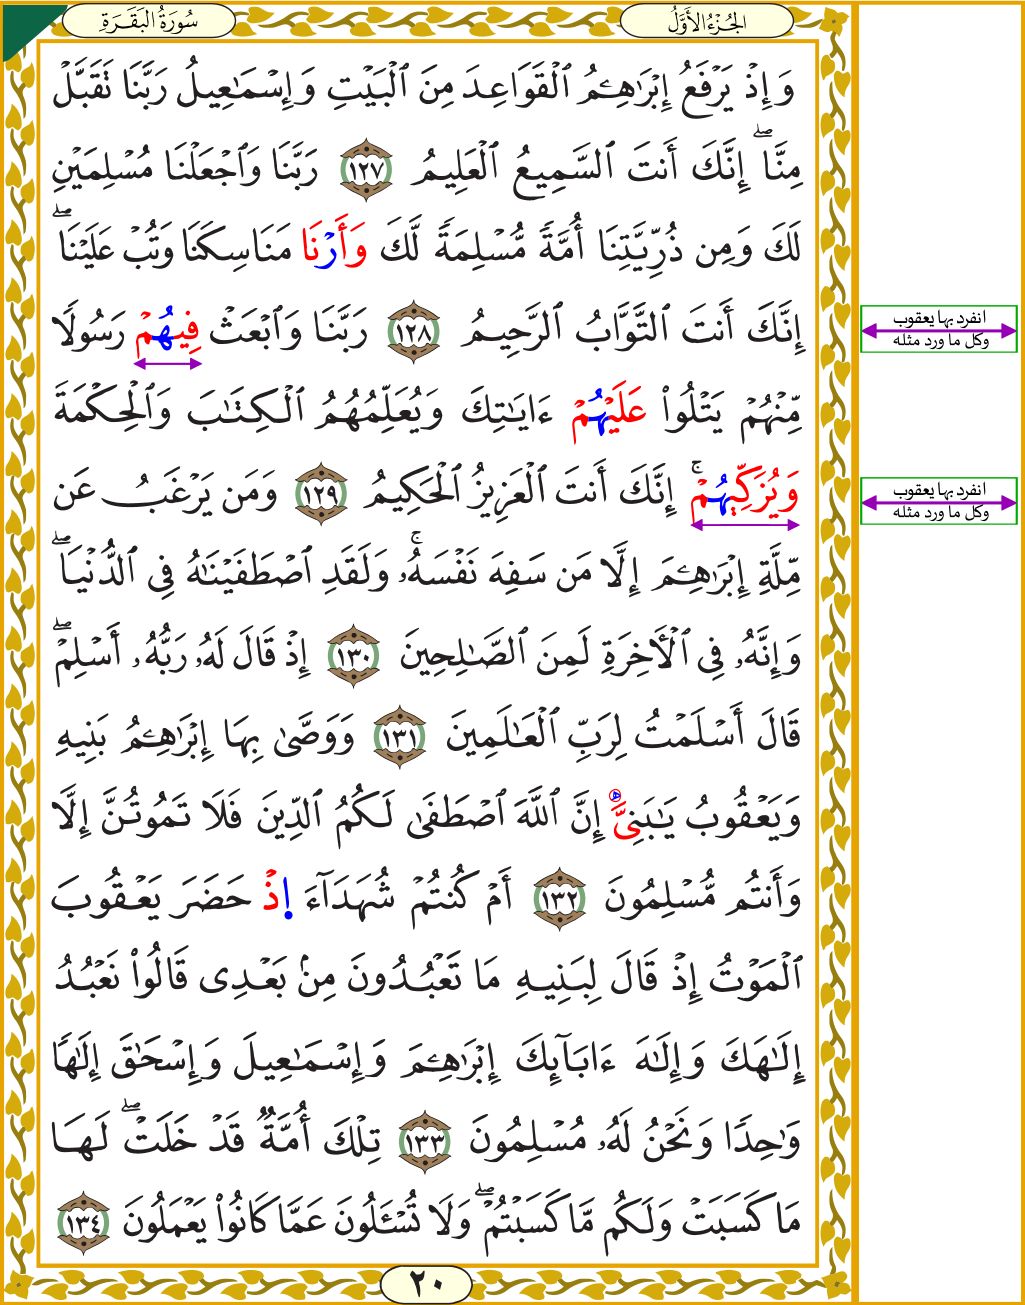 الجُزْءُ الأَوَّلُ
سُورَةُ البَقَرَةِ
وَإِذْ يَرْفَعُ إِبْرَٰهِـۧمُ ٱلْقَوَاعِدَ مِنَ ٱلْبَيْتِ وَإِسْمَـٰعِيلُ رَبَّنَا تَقَبَّلْ
مِنَّاۖ إِنَّكَ أَنتَ ٱلسَّمِيعُ ٱلْعَلِيمُ ١٢٧ رَبَّنَا وَٱجْعَلْنَا مُسْلِمَيْنِ
لَكَ وَمِن ذُرِّيَّتِنَا أُمَّةً مُّسْلِمَةً لَّكَ وَأَرْنَا مَنَاسِكَنَا وَتُبْ عَلَيْنَاۖ
إِنَّكَ أَنتَ ٱلتَّوَّابُ ٱلرَّحِيمُ ١٢٨ رَبَّنَا وَٱبْعَثْ فِيهُمْ رَسُولًا
انفرد بها يعقوب
وكل ما ورد مثله
مِّنْهُمْ يَتْلُوا۟ عَلَيْهُمْ ءَايَـٰتِكَ وَيُعَلِّمُهُمُ ٱلْكِتَـٰبَ وَٱلْحِكْمَةَ
وَيُزَكِّيهُمْۚ إِنَّكَ أَنتَ ٱلْعَزِيزُ ٱلْحَكِيمُ ١٢٩ وَمَن يَرْغَبُ عَن
انفرد بها يعقوب
وكل ما ورد مثله
مِّلَّةِ إِبْرَٰهِـۧمَ إِلَّا مَن سَفِهَ نَفْسَهُۥۚ وَلَقَدِ ٱصْطَفَيْنَـٰهُ فِى ٱلدُّنْيَاۖ
وَإِنَّهُۥ فِى ٱلْأَخِرَةِ لَمِنَ ٱلصَّـٰلِحِينَ ١٣٠ إِذْ قَالَ لَهُۥ رَبُّهُۥ أَسْلِمْۖ
قَالَ أَسْلَمْتُ لِرَبِّ ٱلْعَـٰلَمِينَ ١٣١ وَوَصَّىٰ بِهَا إِبْرَٰهِـۧمُ بَنِيهِ
وَيَعْقُوبُ يَـٰبَنِىَّ إِنَّ ٱللَّهَ ٱصْطَفَىٰ لَكُمُ ٱلدِّينَ فَلَا تَمُوتُنَّ إِلَّا
وَأَنتُم مُّسْلِمُونَ ١٣٢ أَمْ كُنتُمْ شُهَدَآءَ اِ۪ذْ حَضَرَ يَعْقُوبَ
ٱلْمَوْتُ إِذْ قَالَ لِبَنِيهِ مَا تَعْبُدُونَ مِنۢ بَعْدِى قَالُوا۟ نَعْبُدُ
إِلَـٰهَكَ وَإِلَـٰهَ ءَابَآئِكَ إِبْرَٰهِـۧمَ وَإِسْمَـٰعِيلَ وَإِسْحَـٰقَ إِلَـٰهًا
وَٰحِدًا وَنَحْنُ لَهُۥ مُسْلِمُونَ ١٣٣ تِلْكَ أُمَّةٌ قَدْ خَلَتْۖ لَهَا
مَا كَسَبَتْ وَلَكُم مَّا كَسَبْتُمْۖ وَلَا تُسْـَٔلُونَ عَمَّا كَانُوا۟ يَعْمَلُونَ ١٣٤
٢٠